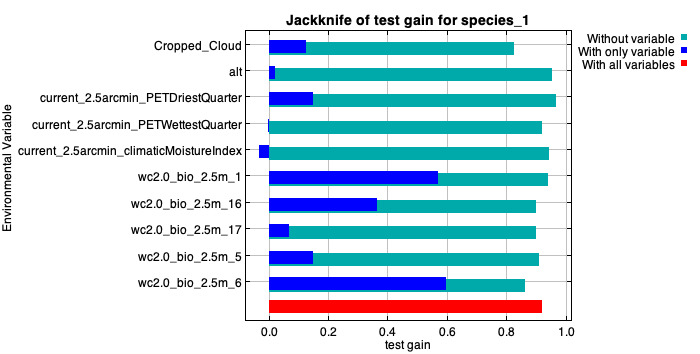 Jackknife of test gain for species_1
Without variable
With only variable
With all variables
Environmental Variable
Cropped_Cloud
alt
current_2.5arcmin_PETDriestQuarter
current_2.5arcmin_PETWettestQuarter
current_2.5arcmin_climaticMoistureIndex
wc2.0_bio_2.5m_1
wc2.0_bio_2.5m_16
wc2.0_bio_2.5m_17
wc2.0_bio_2.5m_5
wc2.0_bio_2.5m_6
0.0 0.2 0.4 0.6 0.8 1.0
test gain